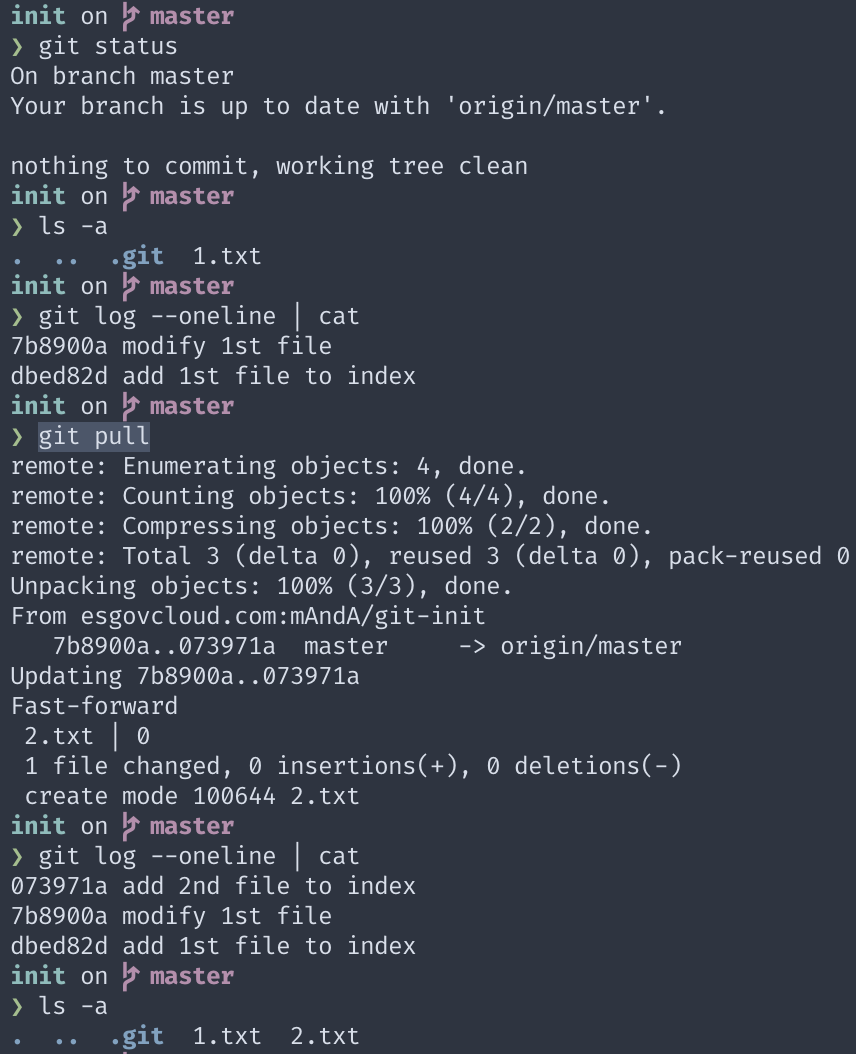 init on master
❯ git status
On branch master
Your branch is up to date with 'origin/master'.
nothing to commit, working tree clean
init on master
❯ ls -a
.  ..  .git  1.txt
init on master
❯ git log --oneline | cat
7b8900a modify 1st file
dbed82d add 1st file to index
init on master
❯ git pull
remote: Enumerating objects: 4, done.
remote: Counting objects: 100% (4/4), done.
remote: Compressing objects: 100% (2/2), done.
remote: Total 3 (delta 0), reused 3 (delta 0), pack-reused 0
Unpacking objects: 100% (3/3), done.
From esgovcloud.com:mAndA/git-init
   7b8900a..073971a  master     -> origin/master
Updating 7b8900a..073971a
Fast-forward
 2.txt | 0
 1 file changed, 0 insertions(+), 0 deletions(-)
 create mode 100644 2.txt
init on master
❯ git log --oneline | cat
073971a add 2nd file to index
7b8900a modify 1st file
dbed82d add 1st file to index
init on master
❯ ls -a
.  ..  .git  1.txt  2.txt